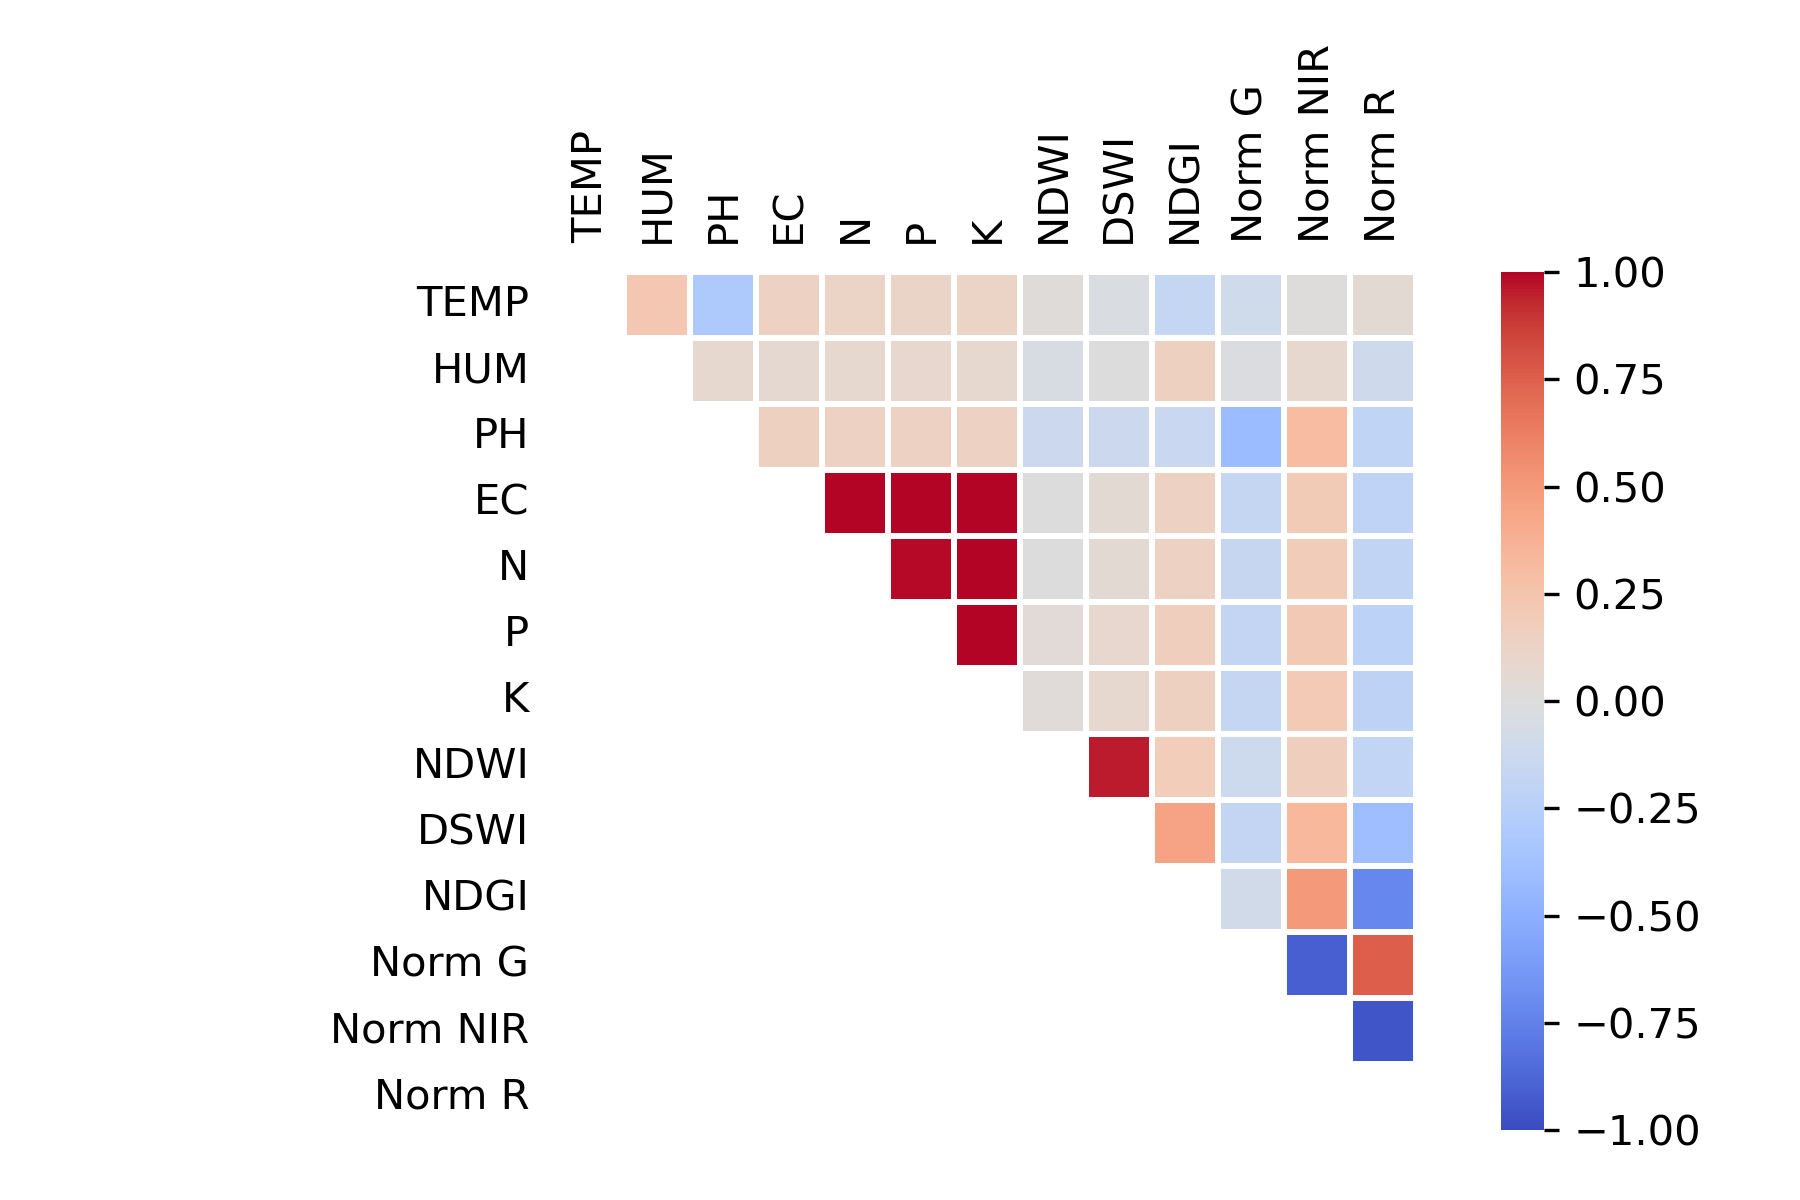 TEMP
HUM
PH
EC
N
P
K
NDWI
DSWI
NDGI
Norm G
Norm NIR
Norm R
TEMP
HUM
PH
EC
N
P
K
NDWI
DSWI
NDGI
Norm G
Norm NIR
Norm R
1.00
0.75
0.50
0.25
0.00
−0.25
−0.50
−0.75
−1.00